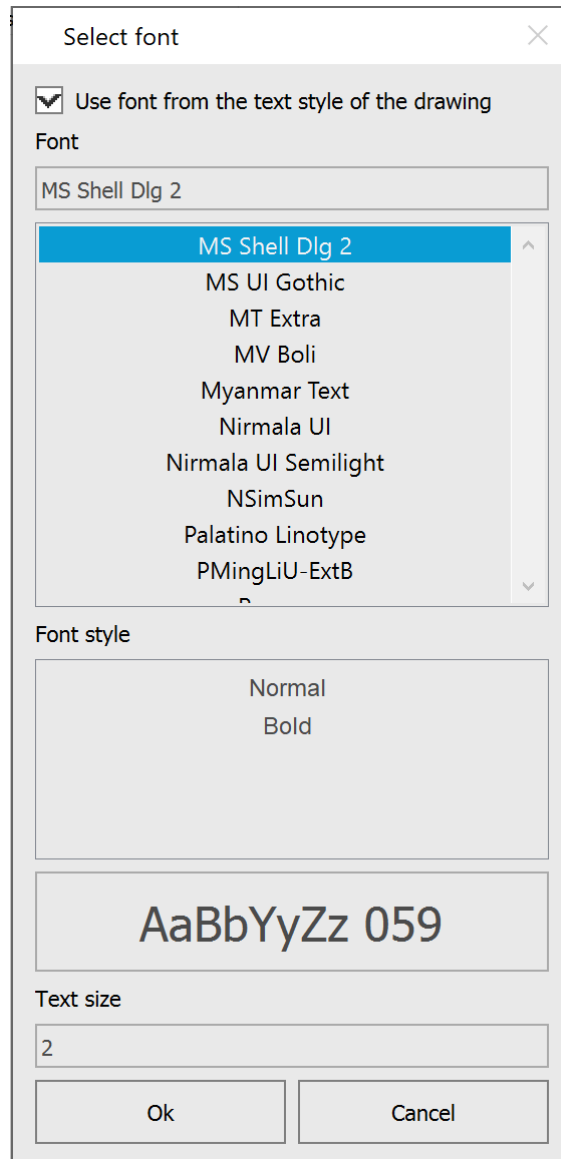 Select font
Use font from the text style of the drawing
Font
MS Shell Dlg 2
MS Shell Dlg 2
MS UI Gothic
MT Extra
MV Boli
Myanmar Text
Nirmala UI
Nirmala UI Semilight
NSimSun
Palatino Linotype
PMingLiU-ExtB
Font style
Normal
Bold
AaBbYyZz 059
Text size
2
Ok
Cancel